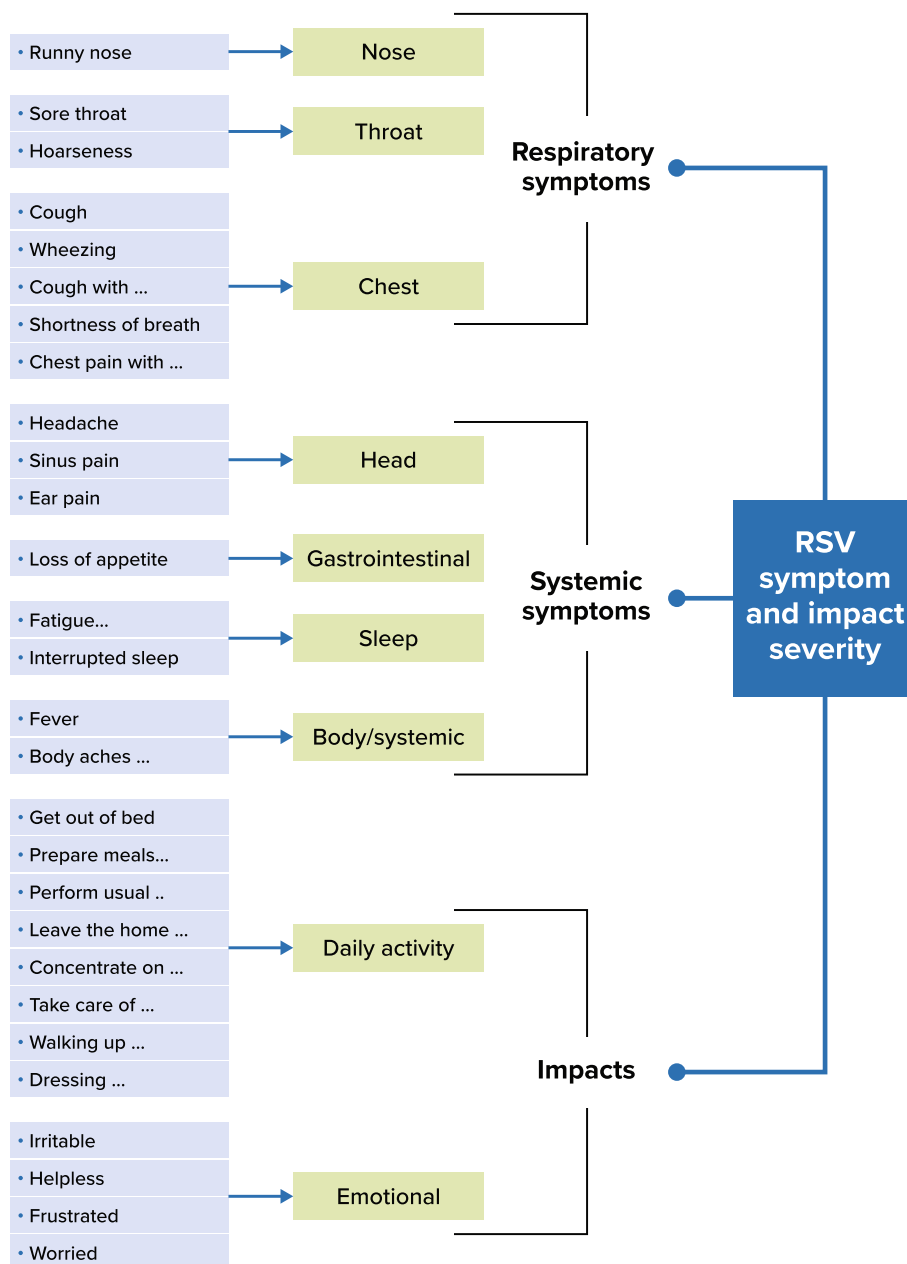 • Runny nose
Nose
• Sore throat
• Hoarseness
Throat
• Cough
• Wheezing
• Cough with ...
• Shortness of breath
• Chest pain with ...
Chest
Respiratory
symptoms
• Headache
• Sinus pain
• Ear pain
Head
• Loss of appetite
Gastrointestinal
• Fatigue...
• Interrupted sleep
Sleep
• Fever
• Body aches ...
Body/systemic
Systemic
symptoms
• Get out of bed
• Prepare meals...
• Perform usual ..
• Leave the home ...
• Concentrate on ...
• Take care of ...
• Walking up ...
• Dressing ...
Daily activity
• Irritable
• Helpless
• Frustrated
• Worried
Emotional
Impacts
RSV
symptom
and impact
severity